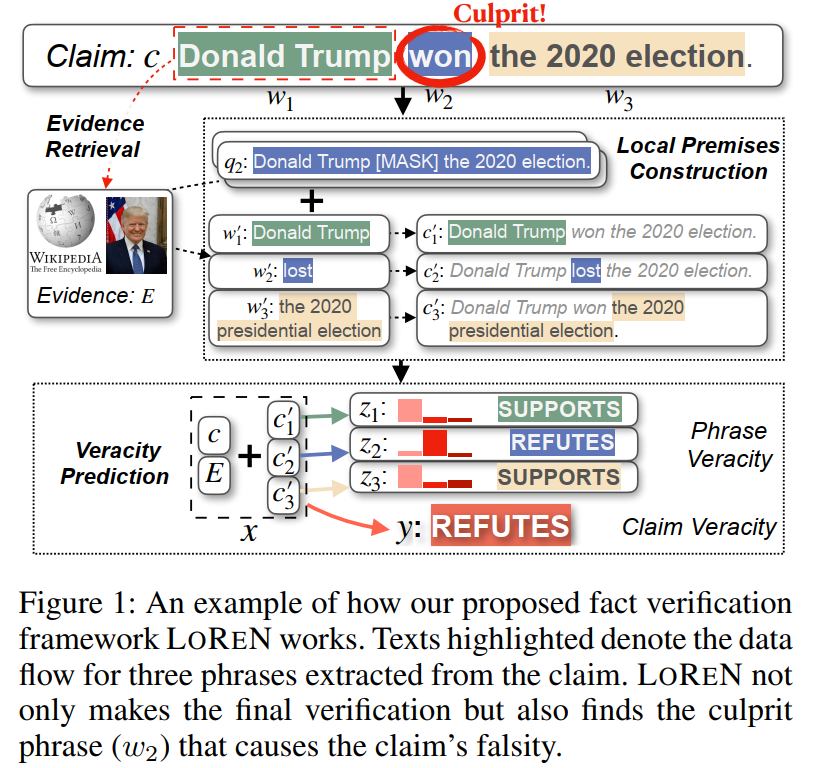 Culprit!
Claim: c Donald Trump won the 2020 election.
w1 w2 w3
Evidence
Retrieval
Local Premises
Construction
q2: Donald Trump [MASK] the 2020 election.
+
WIKIPEDIA
The Free Encyclopedia
Evidence: E
w′1: Donald Trump
c′1: Donald Trump won the 2020 election.
w′2: lost
c′2: Donald Trump lost the 2020 election.
w′3: the 2020
presidential election
c′3: Donald Trump won the 2020
presidential election.
Veracity
Prediction
c
E
+
c′1
c′2
c′3
x
z1: SUPPORTS
z2: REFUTES
z3: SUPPORTS
Phrase
Veracity
y: REFUTES
Claim Veracity
Figure 1: An example of how our proposed fact verification
framework LOREN works. Texts highlighted denote the data
flow for three phrases extracted from the claim. LOREN not
only makes the final verification but also finds the culprit
phrase (w2) that causes the claim's falsity.